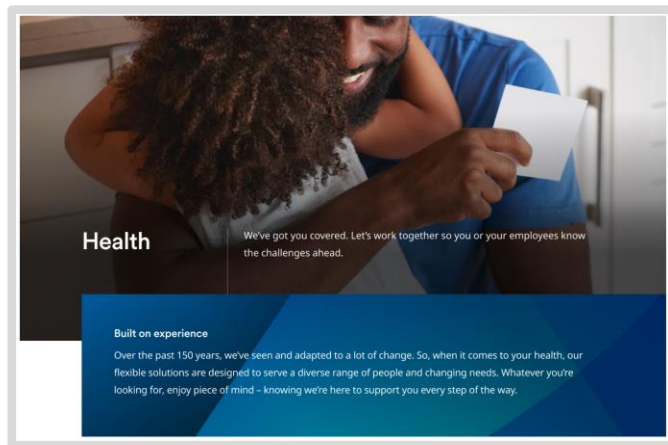 Health
We've got you covered. Let's work together so you or your employees know
the challenges ahead.
Built on experience
Over the past 150 years, we've seen and adapted to a lot of change. So, when it comes to your health, our
flexible solutions are designed to serve a diverse range of people and changing needs. Whatever you're
looking for, enjoy piece of mind – knowing we're here to support you every step of the way.